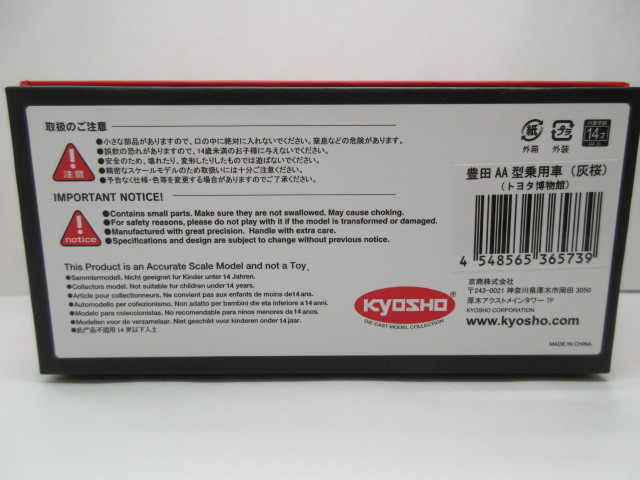 取扱のご注意
注意
●小さな部品がありますので、口の中に絶対に入れないでください。窒息などの危険があります。
●誤飲の恐れがありますので、14歳未満のお子様に与えないでください。
●安全のため、壊れたり、変形したりしたものでは遊ばないでください。
●精密なスケールモデルのため取扱いには十分ご注意ください。
●予告なく仕様・色等を変更する場合がありますのでご了承ください。
IMPORTANT NOTICE!
notice
●Contains small parts. Make sure they are not swallowed. May cause choking.
●For safety reasons, please do not play with it if the model is transformed or damaged.
●Manufactured with great precision. Handle with extra care.
●Specifications and design are subject to change without previous notice.
This Product is an Accurate Scale Model and not a Toy.
●Sammlermodell. Nicht geeignet fur Kinder unter 14 Jahren.
●Collectors model. Not suitable for children under 14 years.
●Article pour collectionneurs. Ne convient pas aux enfants de moins de14 ans.
●Automodello per collezionismo. Non adatto per bambini die eta inferiore a 14 anni.
●Modelo para coleccionistas. No recomendable para ninos menores de 14 anos.
●Modellen voor de verzamelaar. Niet geschikt voor kinderen onder 14 jaar.
●此产品不适用 14 岁以下人士
紙
外箱
プラ
外装
14才
豊田 AA 型乗用車（灰桜）
（トヨタ博物館）
4 548565 365739
KYOSHO
DIE-CAST MODEL COLLECTION
京商株式会社
〒243-0021 神奈川県厚木市岡田 3050
厚木アクストメインタワー 7F
KYOSHO CORPORATION
www.kyosho.com
MADE IN CHINA